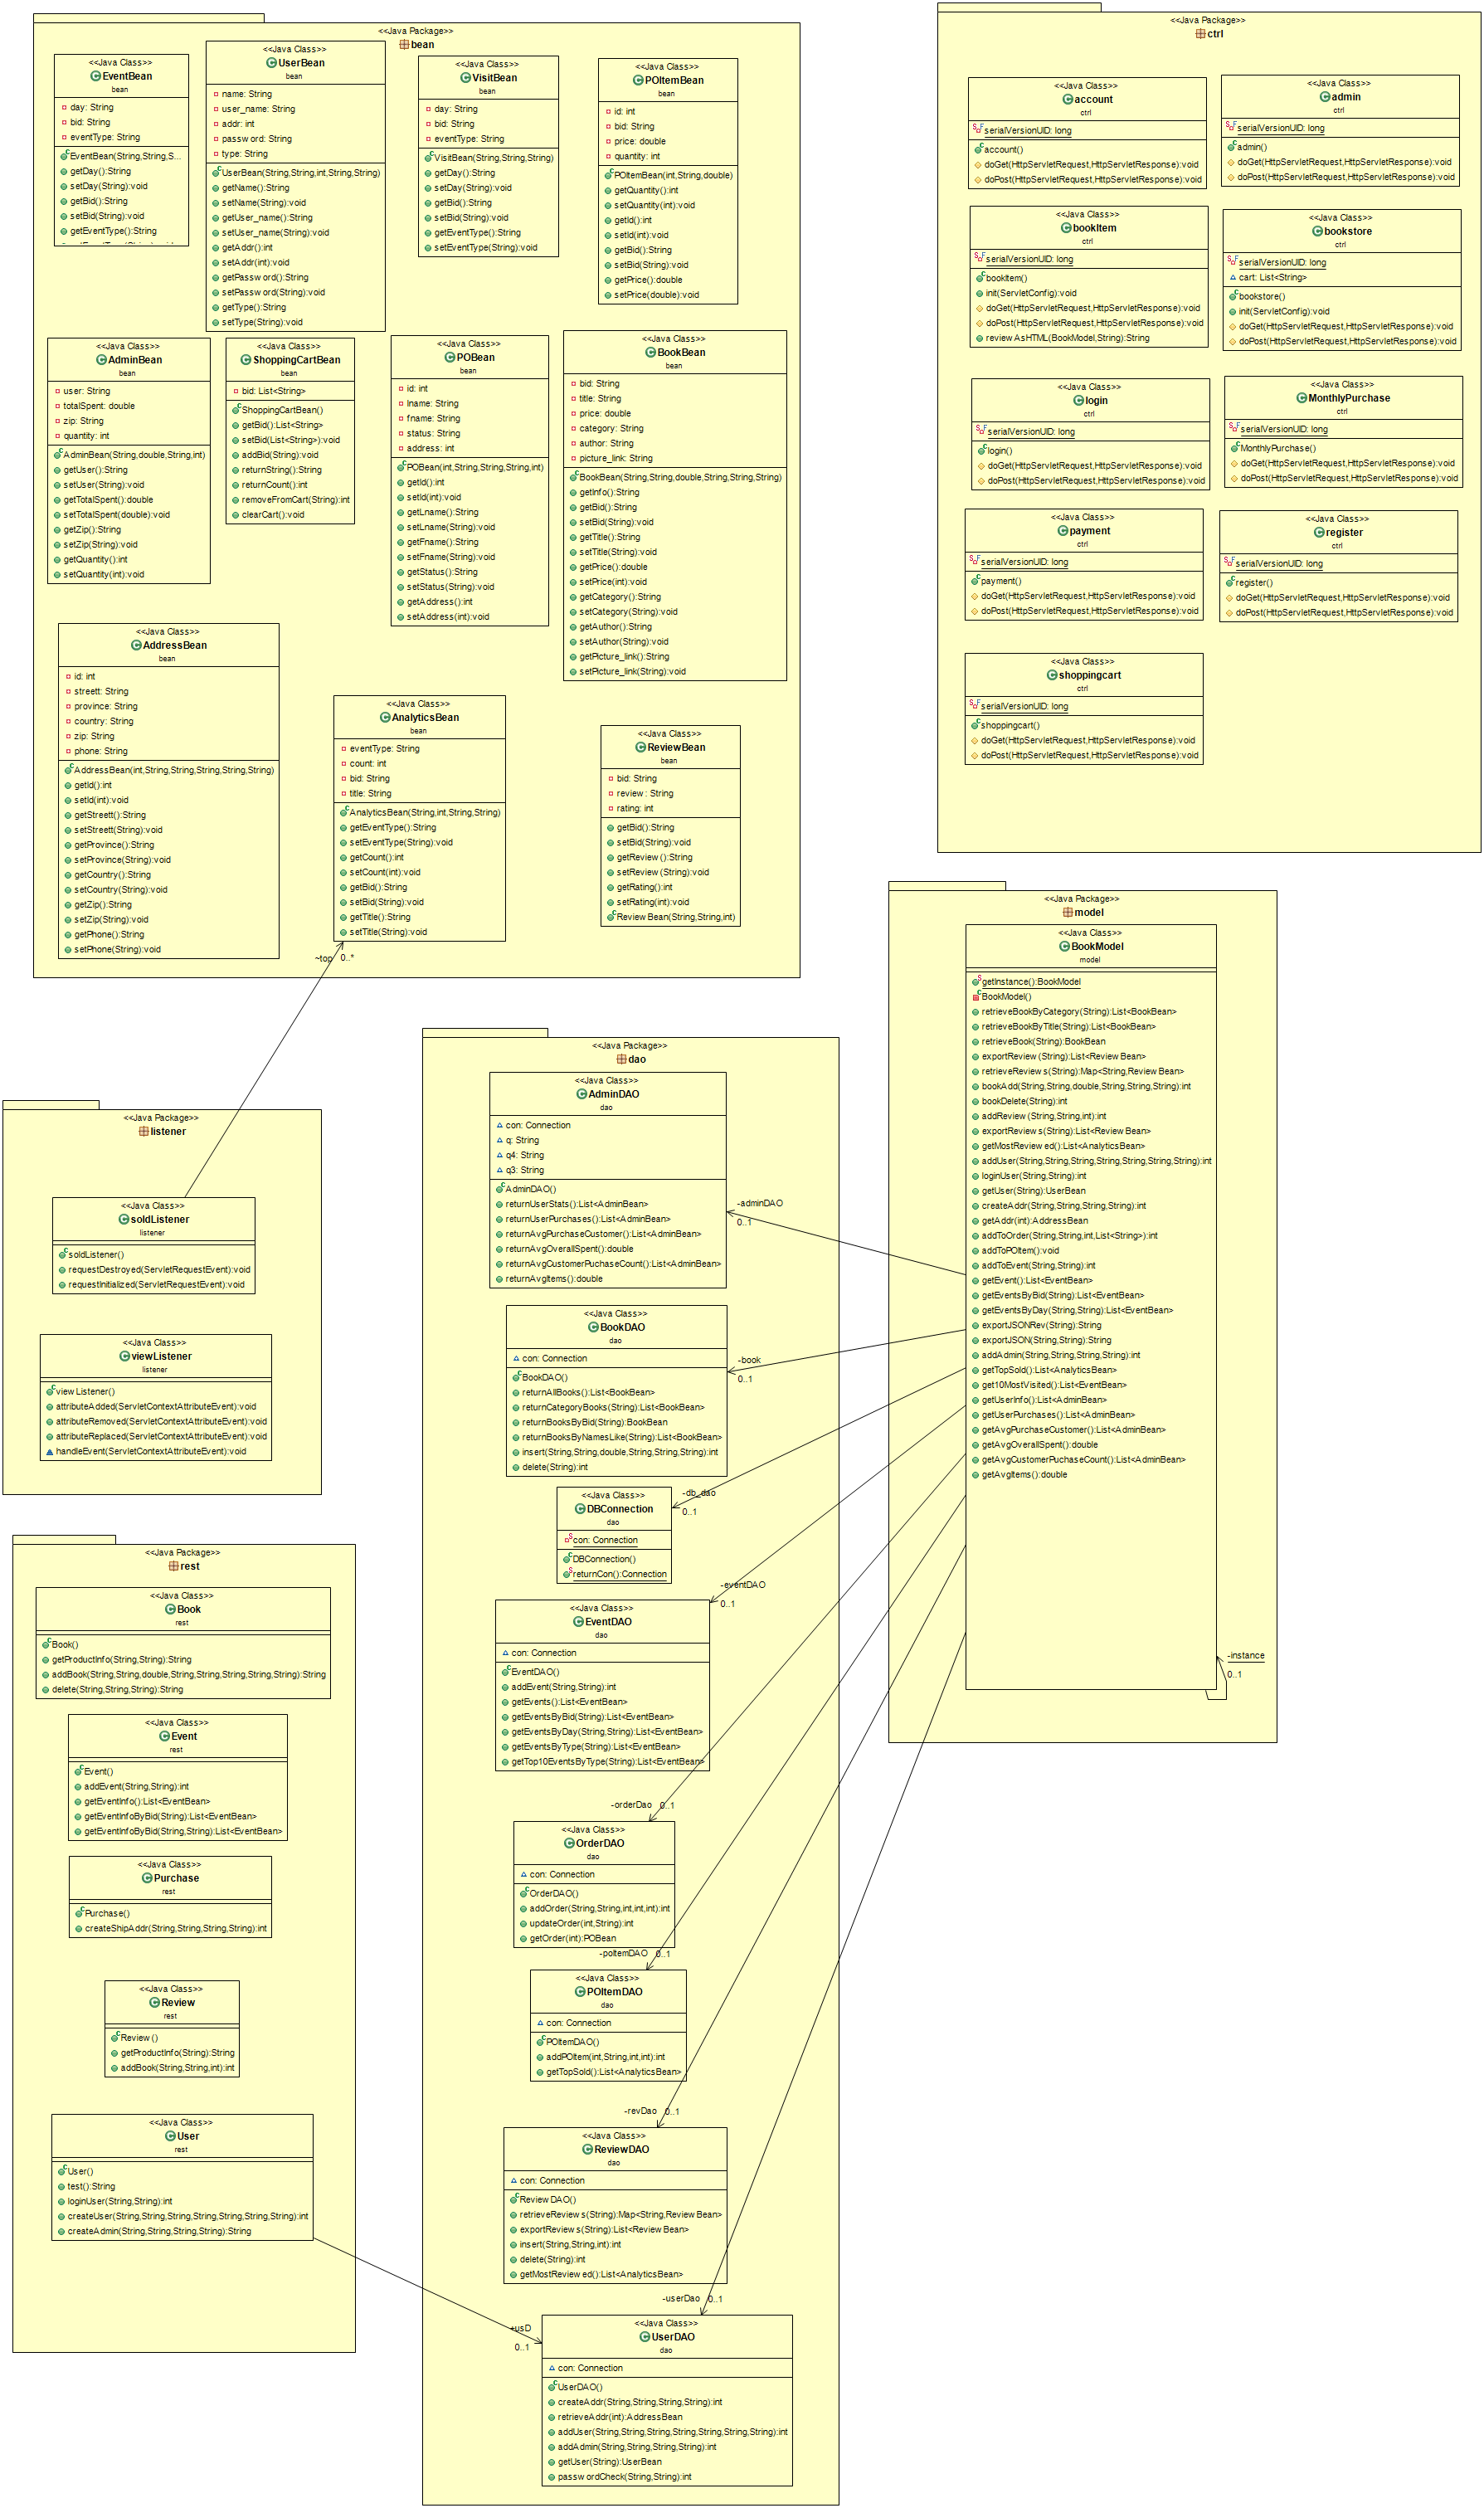 <<Java Package>>
bean
<<Java Class>>
EventBean
bean
day: String
bid: String
eventType: String
EventBean(String,String,S...
getDay():String
setDay(String):void
getBid():String
setBid(String):void
getEventType():String
<<Java Class>>
UserBean
bean
name: String
user_name: String
addr: int
password: String
type: String
UserBean(String,String,int,String,String)
getName():String
setName(String):void
getUser_name():String
setUser_name(String):void
getAddr():int
setAddr(int):void
getPassword():String
setPassword(String):void
getType():String
setType(String):void
<<Java Class>>
VisitBean
bean
day: String
bid: String
eventType: String
VisitBean(String,String,String)
getDay():String
setDay(String):void
getBid():String
setBid(String):void
getEventType():String
setEventType(String):void
<<Java Class>>
POItemBean
bean
id: int
bid: String
price: double
quantity: int
POItemBean(int,String,double)
getQuantity():int
setQuantity(int):void
getId():int
setId(int):void
getBid():String
setBid(String):void
getPrice():double
setPrice(double):void
<<Java Class>>
AdminBean
bean
user: String
totalSpent: double
zip: String
quantity: int
AdminBean(String,double,String,int)
getUser():String
setUser(String):void
getTotalSpent():double
setTotalSpent(double):void
getZip():String
setZip(String):void
getQuantity():int
setQuantity(int):void
<<Java Class>>
ShoppingCartBean
bean
bid: List<String>
ShoppingCartBean()
getBid():List<String>
setBid(List<String>):void
addBid(String):void
returnString():String
returnCount():int
removeFromCart(String):int
clearCart():void
<<Java Class>>
POBean
bean
id: int
lname: String
fname: String
status: String
address: int
POBean(int,String,String,String,int)
getId():int
setId(int):void
getLname():String
setLname(String):void
getFname():String
setFname(String):void
getStatus():String
setStatus(String):void
getAddress():int
setAddress(int):void
<<Java Class>>
BookBean
bean
bid: String
title: String
price: double
category: String
author: String
picture_link: String
BookBean(String,String,double,String,String,String)
getInfo():String
getBid():String
setBid(String):void
getTitle():String
setTitle(String):void
getPrice():double
setPrice(int):void
getCategory():String
setCategory(String):void
getAuthor():String
setAuthor(String):void
getPicture_link():String
setPicture_link(String):void
<<Java Class>>
AddressBean
bean
id: int
streett: String
province: String
country: String
zip: String
phone: String
AddressBean(int,String,String,String,String,String)
getId():int
setId(int):void
getStreett():String
setStreett(String):void
getProvince():String
setProvince(String):void
getCountry():String
setCountry(String):void
getZip():String
setZip(String):void
getPhone():String
setPhone(String):void
<<Java Class>>
AnalyticsBean
bean
eventType: String
count: int
bid: String
title: String
AnalyticsBean(String,int,String,String)
getEventType():String
setEventType(String):void
getCount():int
setCount(int):void
getBid():String
setBid(String):void
getTitle():String
setTitle(String):void
<<Java Class>>
ReviewBean
bean
bid: String
review: String
rating: int
getBid():String
setBid(String):void
getReview():String
setReview(String):void
getRating():int
setRating(int):void
ReviewBean(String,String,int)
~top 0..*
<<Java Package>>
ctrl
<<Java Class>>
account
ctrl
serialVersionUID: long
account()
doGet(HttpServletRequest,HttpServletResponse):void
doPost(HttpServletRequest,HttpServletResponse):void
<<Java Class>>
admin
ctrl
serialVersionUID: long
admin()
doGet(HttpServletRequest,HttpServletResponse):void
doPost(HttpServletRequest,HttpServletResponse):void
<<Java Class>>
bookItem
ctrl
serialVersionUID: long
bookItem()
init(ServletConfig):void
doGet(HttpServletRequest,HttpServletResponse):void
doPost(HttpServletRequest,HttpServletResponse):void
reviewAsHTML(BookModel,String):String
<<Java Class>>
bookstore
ctrl
serialVersionUID: long
cart: List<String>
bookstore()
init(ServletConfig):void
doGet(HttpServletRequest,HttpServletResponse):void
doPost(HttpServletRequest,HttpServletResponse):void
<<Java Class>>
login
ctrl
serialVersionUID: long
login()
doGet(HttpServletRequest,HttpServletResponse):void
doPost(HttpServletRequest,HttpServletResponse):void
<<Java Class>>
MonthlyPurchase
ctrl
serialVersionUID: long
MonthlyPurchase()
doGet(HttpServletRequest,HttpServletResponse):void
doPost(HttpServletRequest,HttpServletResponse):void
<<Java Class>>
payment
ctrl
serialVersionUID: long
payment()
doGet(HttpServletRequest,HttpServletResponse):void
doPost(HttpServletRequest,HttpServletResponse):void
<<Java Class>>
register
ctrl
serialVersionUID: long
register()
doGet(HttpServletRequest,HttpServletResponse):void
doPost(HttpServletRequest,HttpServletResponse):void
<<Java Class>>
shoppingcart
ctrl
serialVersionUID: long
shoppingcart()
doGet(HttpServletRequest,HttpServletResponse):void
doPost(HttpServletRequest,HttpServletResponse):void
<<Java Package>>
model
<<Java Class>>
BookModel
model
getInstance():BookModel
BookModel()
retrieveBookByCategory(String):List<BookBean>
retrieveBookByTitle(String):List<BookBean>
retrieveBook(String):BookBean
exportReview(String):List<ReviewBean>
retrieveReviews(String):Map<String,ReviewBean>
bookAdd(String,String,double,String,String,String):int
bookDelete(String):int
addReview(String,String,int):int
exportReviews(String):List<ReviewBean>
getMostReviewed():List<AnalyticsBean>
addUser(String,String,String,String,String,String,String):int
loginUser(String,String):int
getUser(String):UserBean
createAddr(String,String,String,String):int
getAddr(int):AddressBean
addToOrder(String,String,int,List<String>):int
addToPOItem():void
addToEvent(String,String):int
getEvent():List<EventBean>
getEventsByBid(String):List<EventBean>
getEventsByDay(String,String):List<EventBean>
exportJSONRev(String):String
exportJSON(String,String):String
addAdmin(String,String,String,String):int
getTopSold():List<AnalyticsBean>
get10MostVisited():List<EventBean>
getUserInfo():List<AdminBean>
getUserPurchases():List<AdminBean>
getAvgPurchaseCustomer():List<AdminBean>
getAvgOverallSpent():double
getAvgCustomerPuchaseCount():List<AdminBean>
getAvgItems():double
-instance
0..1
<<Java Package>>
listener
<<Java Class>>
soldListener
listener
soldListener()
requestDestroyed(ServletRequestEvent):void
requestInitialized(ServletRequestEvent):void
<<Java Class>>
viewListener
listener
viewListener()
attributeAdded(ServletContextAttributeEvent):void
attributeRemoved(ServletContextAttributeEvent):void
attributeReplaced(ServletContextAttributeEvent):void
handleEvent(ServletContextAttributeEvent):void
<<Java Package>>
dao
<<Java Class>>
AdminDAO
dao
con: Connection
q: String
q4: String
q3: String
AdminDAO()
returnUserStats():List<AdminBean>
returnUserPurchases():List<AdminBean>
returnAvgPurchaseCustomer():List<AdminBean>
returnAvgOverallSpent():double
returnAvgCustomerPuchaseCount():List<AdminBean>
returnAvgItems():double
-adminDAO
0..1
<<Java Class>>
BookDAO
dao
con: Connection
BookDAO()
returnAllBooks():List<BookBean>
returnCategoryBooks(String):List<BookBean>
returnBooksByBid(String):BookBean
returnBooksByNamesLike(String):List<BookBean>
insert(String,String,double,String,String,String):int
delete(String):int
-book
0..1
<<Java Class>>
DBConnection
dao
con: Connection
DBConnection()
returnCon():Connection
-db_dao
0..1
<<Java Class>>
EventDAO
dao
con: Connection
EventDAO()
addEvent(String,String):int
getEvents():List<EventBean>
getEventsByBid(String):List<EventBean>
getEventsByDay(String,String):List<EventBean>
getEventsByType(String):List<EventBean>
getTop10EventsByType(String):List<EventBean>
-eventDAO
0..1
-orderDao 0..1
<<Java Class>>
OrderDAO
dao
con: Connection
OrderDAO()
addOrder(String,String,int,int,int):int
updateOrder(int,String):int
getOrder(int):POBean
-poItemDAO 0..1
<<Java Class>>
POItemDAO
dao
con: Connection
POItemDAO()
addPOItem(int,String,int,int):int
getTopSold():List<AnalyticsBean>
-revDao 0..1
<<Java Class>>
ReviewDAO
dao
con: Connection
ReviewDAO()
retrieveReviews(String):Map<String,ReviewBean>
exportReviews(String):List<ReviewBean>
insert(String,String,int):int
delete(String):int
getMostReviewed():List<AnalyticsBean>
-userDao 0..1
<<Java Class>>
UserDAO
dao
con: Connection
UserDAO()
createAddr(String,String,String,String):int
retrieveAddr(int):AddressBean
addUser(String,String,String,String,String,String,String):int
addAdmin(String,String,String,String):int
getUser(String):UserBean
passwordCheck(String,String):int
<<Java Package>>
rest
<<Java Class>>
Book
rest
Book()
getProductInfo(String,String):String
addBook(String,String,double,String,String,String,String,String):String
delete(String,String,String):String
<<Java Class>>
Event
rest
Event()
addEvent(String,String):int
getEventInfo():List<EventBean>
getEventInfoByBid(String):List<EventBean>
getEventInfoByBid(String,String):List<EventBean>
<<Java Class>>
Purchase
rest
Purchase()
createShipAddr(String,String,String,String):int
<<Java Class>>
Review
rest
Review()
getProductInfo(String):String
addBook(String,String,int):int
<<Java Class>>
User
rest
User()
test():String
loginUser(String,String):int
createUser(String,String,String,String,String,String,String):int
createAdmin(String,String,String,String):String
+usD
0..1